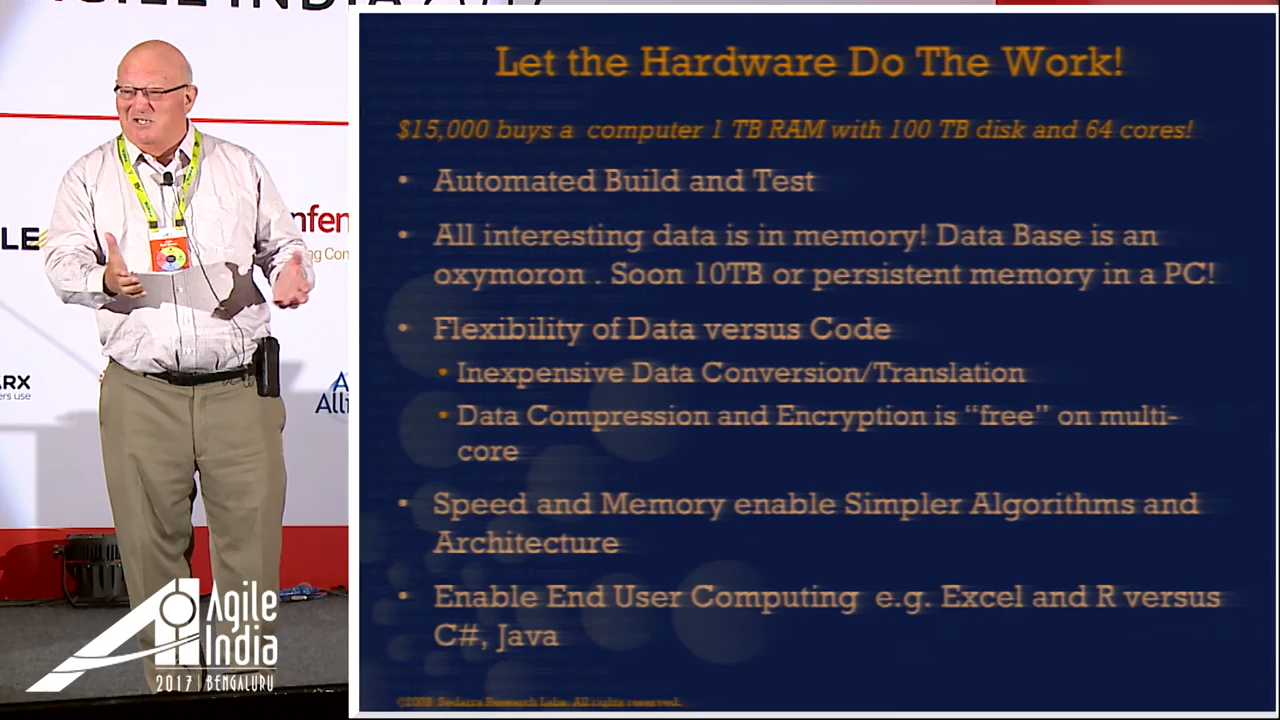 Let the Hardware Do The Work!
$15,000 buys a computer 1 TB RAM with 100 TB disk and 64 cores!
• Automated Build and Test
• All interesting data is in memory! Data Base is an
oxymoron . Soon 10TB or persistent memory in a PC!
• Flexibility of Data versus Code
• Inexpensive Data Conversion/Translation
• Data Compression and Encryption is “free” on multi-
core
• Speed and Memory enable Simpler Algorithms and
Architecture
• Enable End User Computing e.g. Excel and R versus
C#, Java
©2009 Bedarra Research Labs. All rights reserved.
Agile
India
2017 | BENGALURU